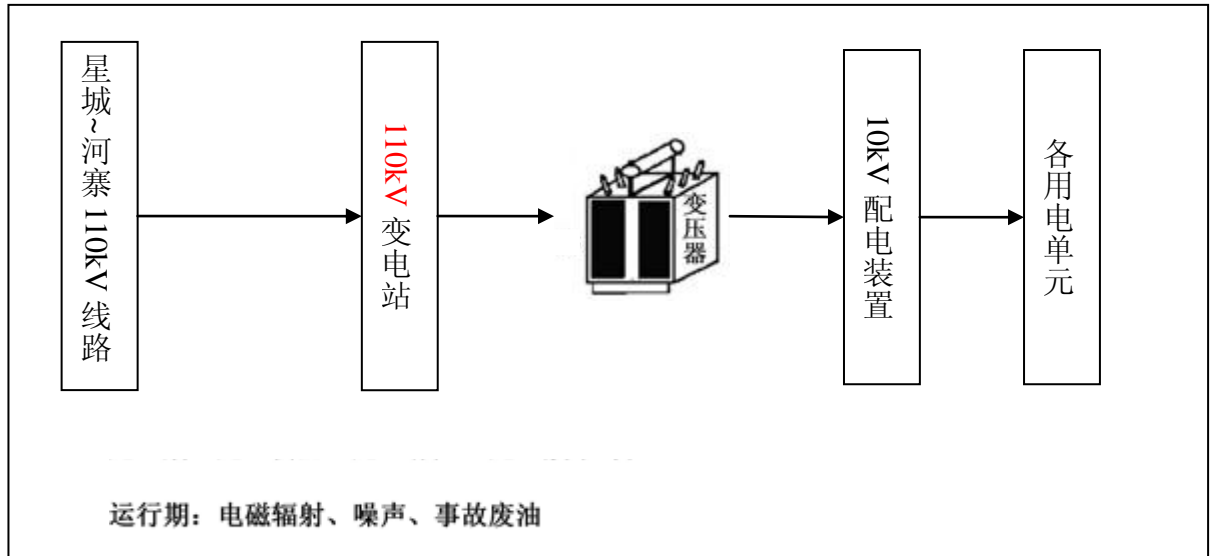 星城~河寨 110kV 线路
110kV 变电站
变压器
10kV 配电装置
各用电单元
运行期：电磁辐射、噪声、事故废油